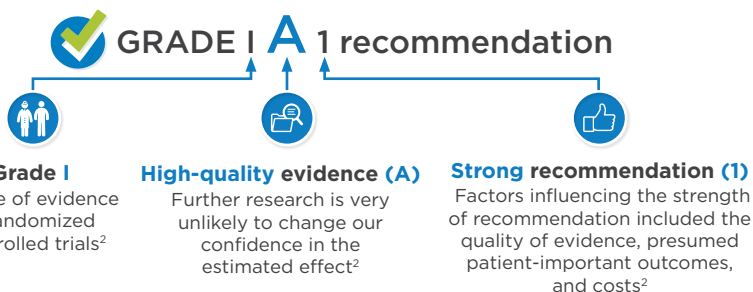 GRADE I A 1 recommendation
Grade I
of evidence
randomized
trials²
High-quality evidence (A)
Further research is very
unlikely to change our
confidence in the
estimated effect²
Strong recommendation (1)
Factors influencing the strength
of recommendation included the
quality of evidence, presumed
patient-important outcomes,
and costs²